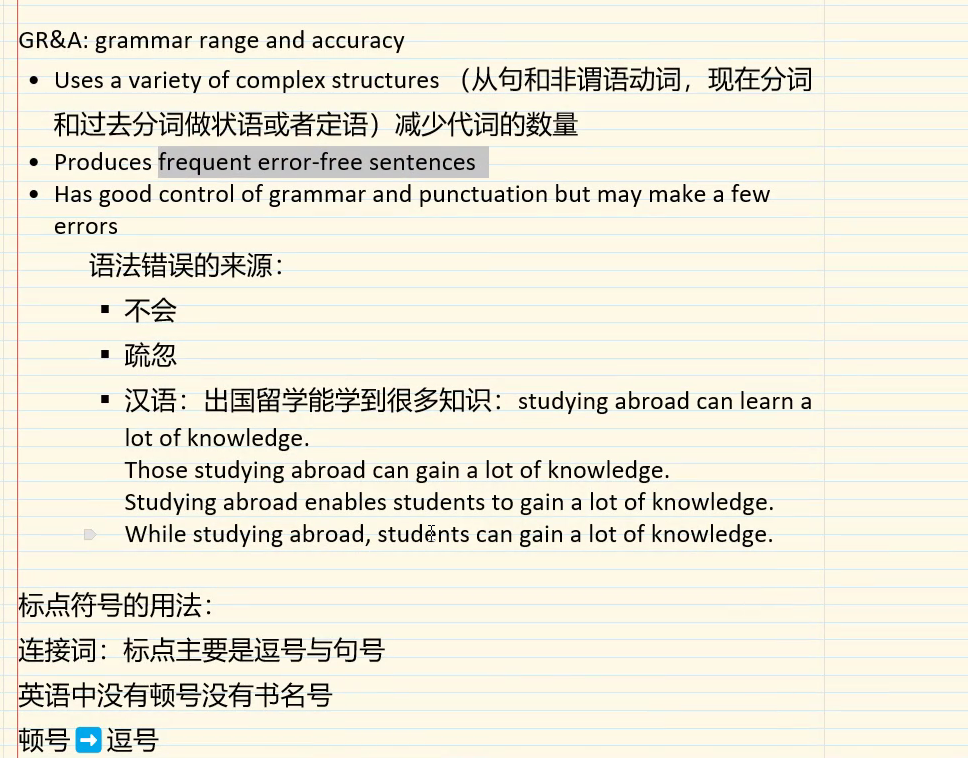 GR&A: grammar range and accuracy
• Uses a variety of complex structures （从句和非谓语动词，现在分词
和过去分词做状语或者定语）减少代词的数量
• Produces frequent error-free sentences
• Has good control of grammar and punctuation but may make a few
errors
语法错误的来源：
▪ 不会
▪ 疏忽
▪ 汉语：出国留学能学到很多知识：studying abroad can learn a
lot of knowledge.
Those studying abroad can gain a lot of knowledge.
Studying abroad enables students to gain a lot of knowledge.
While studying abroad, students can gain a lot of knowledge.
标点符号的用法：
连接词：标点主要是逗号与句号
英语中没有顿号没有书名号
顿号➡逗号